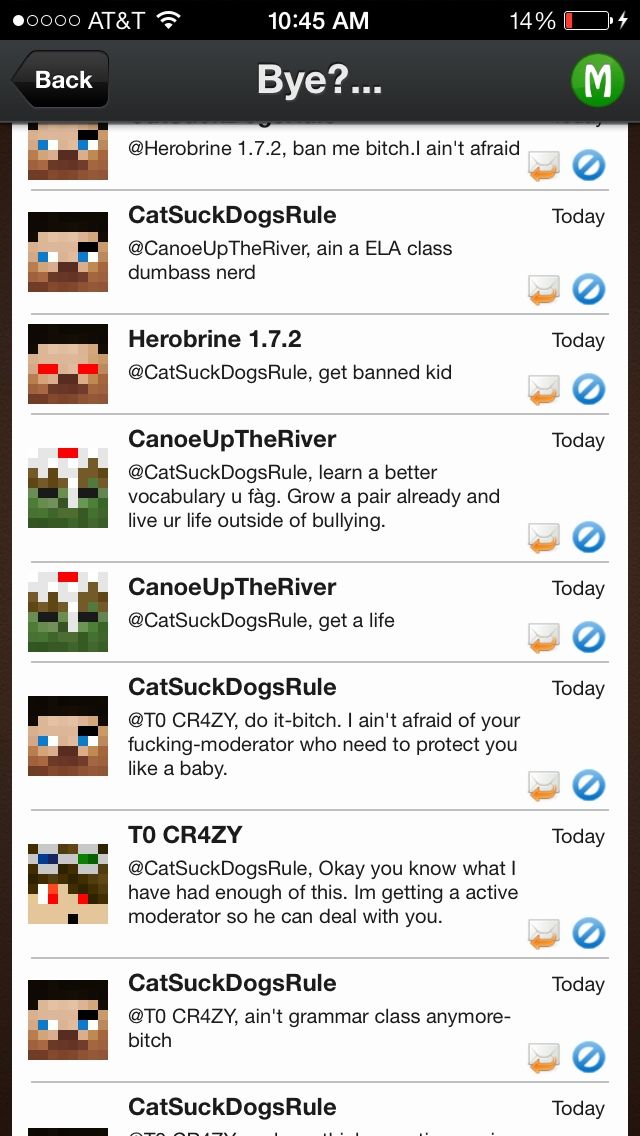 AT&T 10:45 AM 14%
Back Bye?... M
Today
@Herobrine 1.7.2, ban me bitch.I ain't afraid
CatSuckDogsRule Today
@CanoeUpTheRiver, ain a ELA class
dumbass nerd
Herobrine 1.7.2 Today
@CatSuckDogsRule, get banned kid
CanoeUpTheRiver Today
@CatSuckDogsRule, learn a better
vocabulary u fàg. Grow a pair already and
live ur life outside of bullying.
CanoeUpTheRiver Today
@CatSuckDogsRule, get a life
CatSuckDogsRule Today
@T0 CR4ZY, do it-bitch. I ain't afraid of your
fucking-moderator who need to protect you
like a baby.
T0 CR4ZY Today
@CatSuckDogsRule, Okay you know what I
have had enough of this. Im getting a active
moderator so he can deal with you.
CatSuckDogsRule Today
@T0 CR4ZY, ain't grammar class anymore-
bitch
CatSuckDogsRule Today